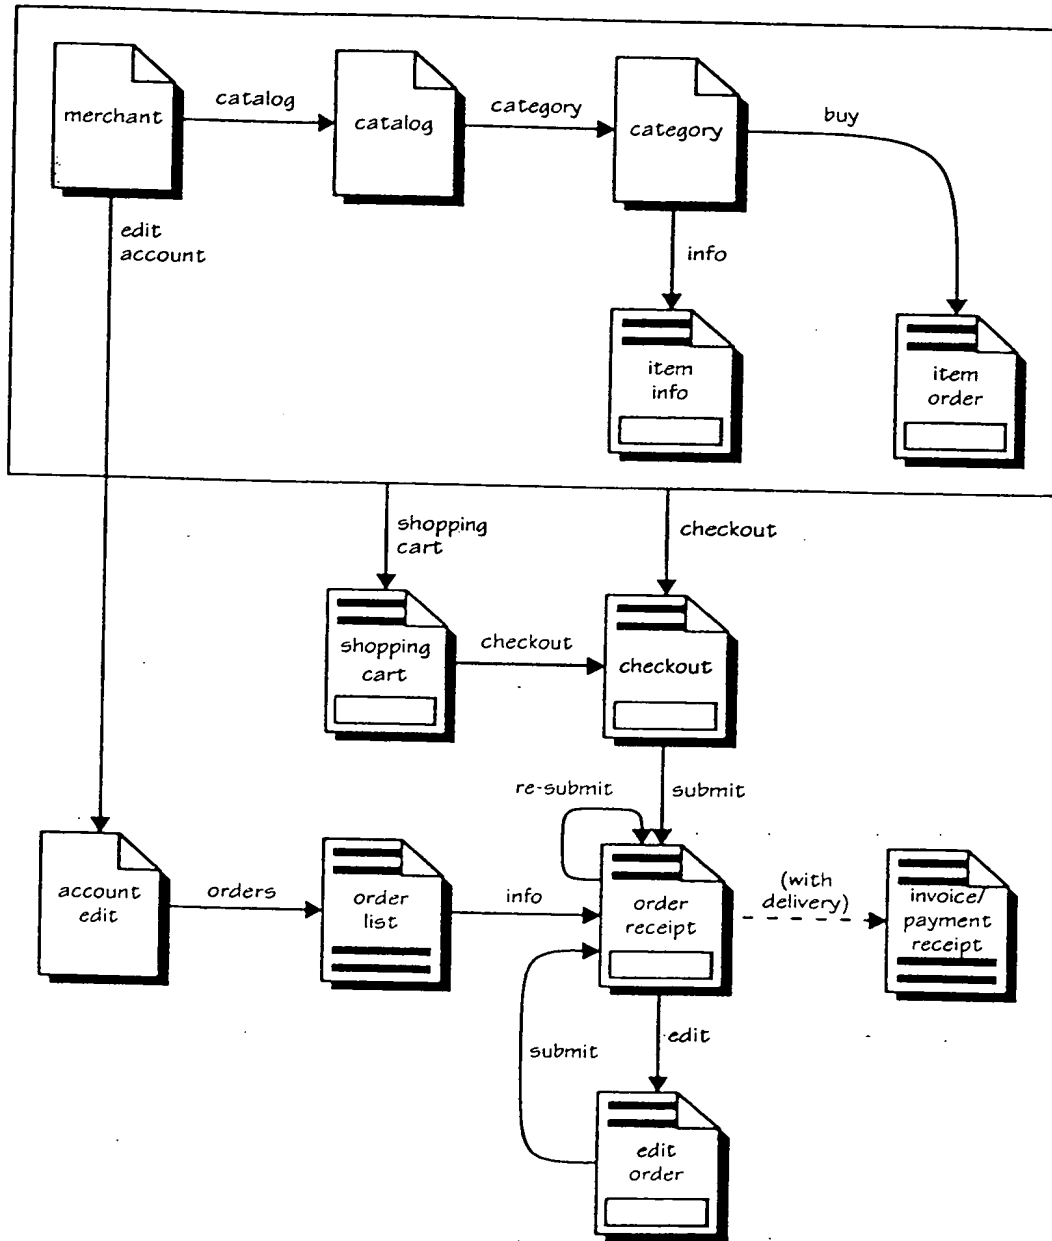 merchant
catalog
catalog
category
category
buy
edit
account
info
item
info
item
order
shopping
cart
checkout
shopping
cart
checkout
checkout
re-submit
submit
account
edit
orders
order
list
info
order
receipt
(with
delivery)
invoice/
payment
receipt
submit
edit
edit
order